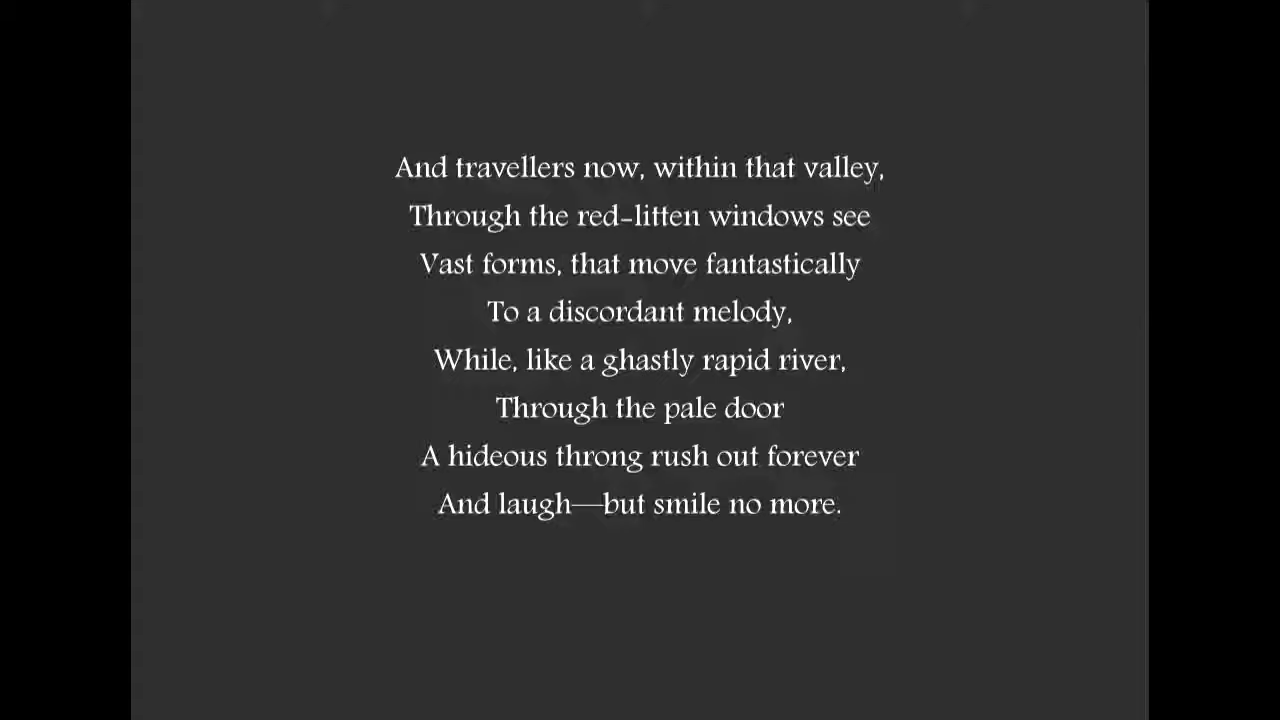 And travellers now, within that valley,
Through the red-litten windows see
Vast forms, that move fantastically
To a discordant melody,
While, like a ghastly rapid river,
Through the pale door
A hideous throng rush out forever
And laugh—but smile no more.